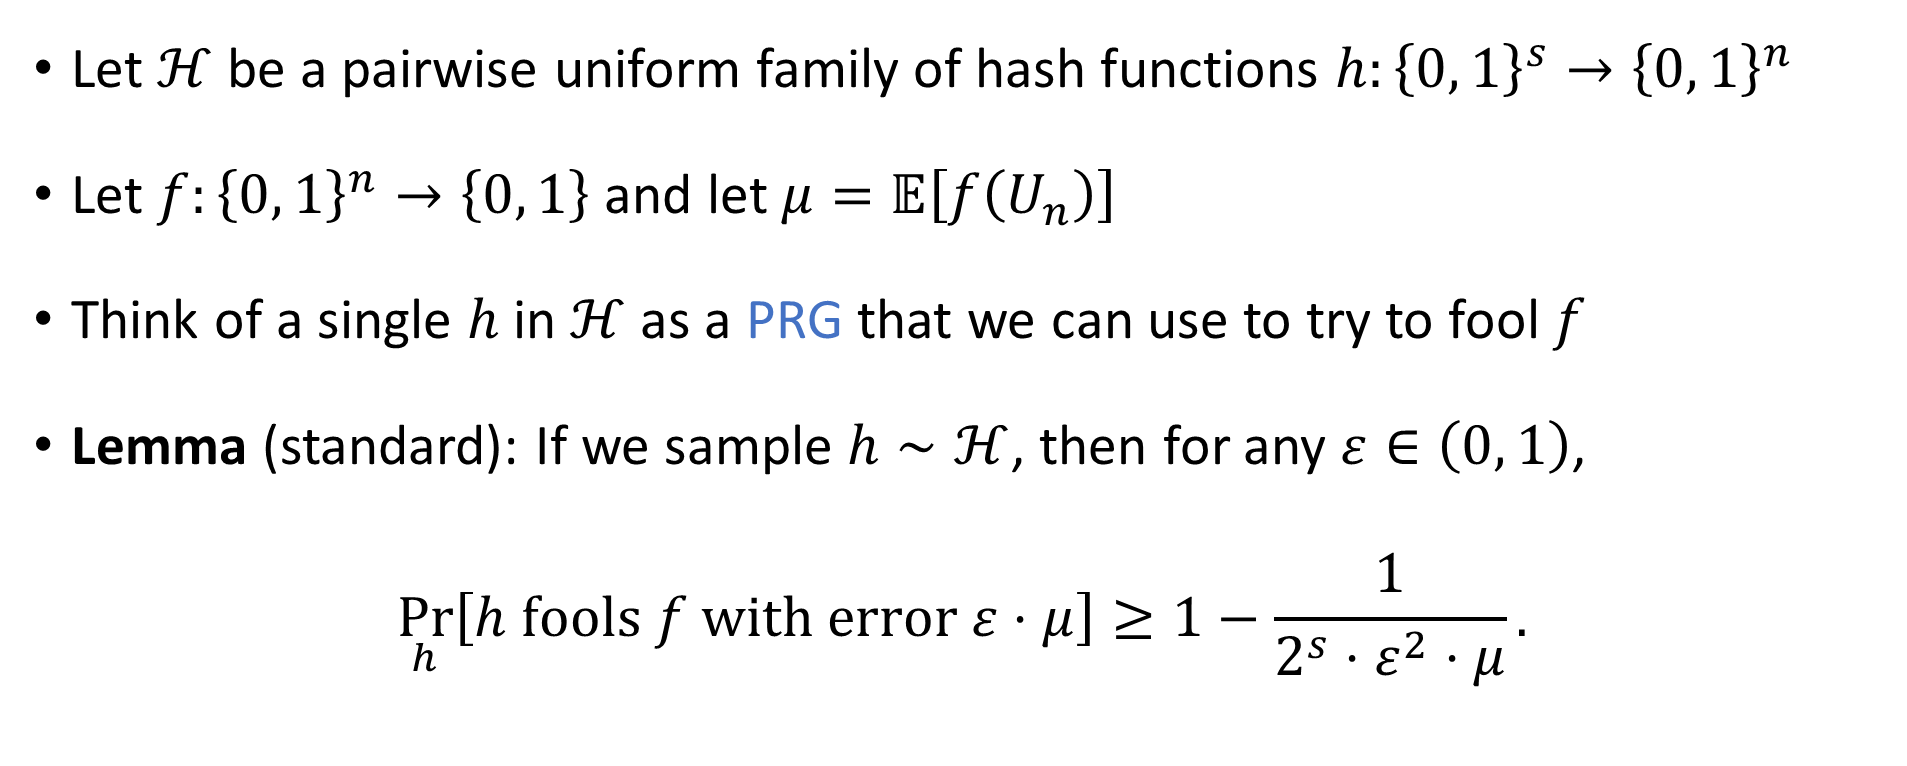 • Let ℋ be a pairwise uniform family of hash functions h: {0, 1}^s → {0, 1}^n
• Let f: {0, 1}^n → {0, 1} and let μ = 𝔼[f(U_n)]
• Think of a single h in ℋ as a PRG that we can use to try to fool f
• Lemma (standard): If we sample h ~ ℋ, then for any ε ∈ (0, 1),
Pr_h[h fools f with error ε · μ] ≥ 1 − 1 / (2^s · ε^2 · μ).